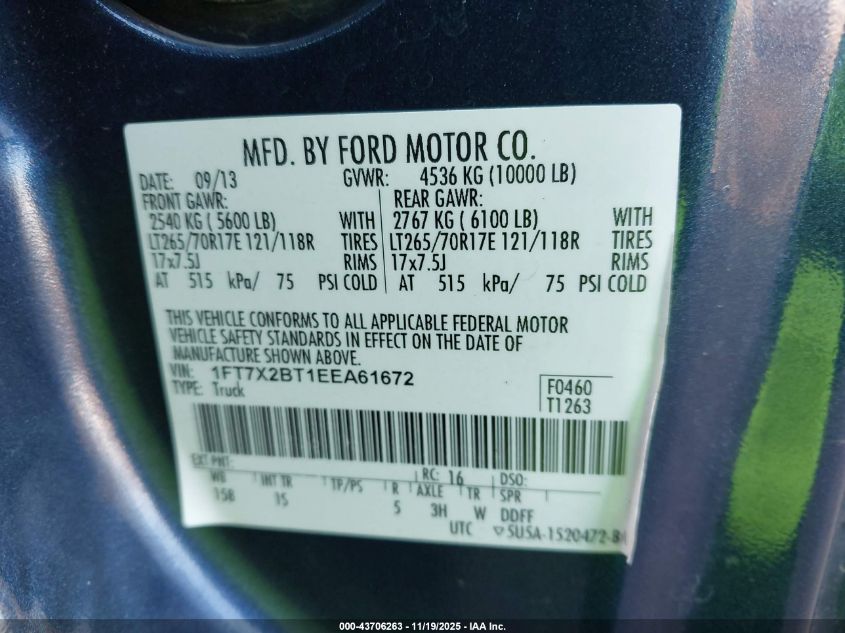 MFD. BY FORD MOTOR CO.
DATE: 09/13 GVWR: 4536 KG (10000 LB)
FRONT GAWR: REAR GAWR:
2540 KG ( 5600 LB) WITH 2767 KG ( 6100 LB) WITH
LT265/70R17E 121/118R TIRES LT265/70R17E 121/118R TIRES
17x7.5J RIMS 17x7.5J RIMS
AT 515 kPa/ 75 PSI COLD AT 515 kPa/ 75 PSI COLD
THIS VEHICLE CONFORMS TO ALL APPLICABLE FEDERAL MOTOR
VEHICLE SAFETY STANDARDS IN EFFECT ON THE DATE OF
MANUFACTURE SHOWN ABOVE.
VIN: 1FT7X2BT1EEA61672
TYPE: Truck
F0460
T1263
EXT PNT: RC: 16 DSO:
WB INT TR TP/PS R AXLE TR SPR
158 15 5 3H W DDFF
UTC ▽5U5A-1520472-B
000-43706263 - 11/19/2025 - IAA Inc.